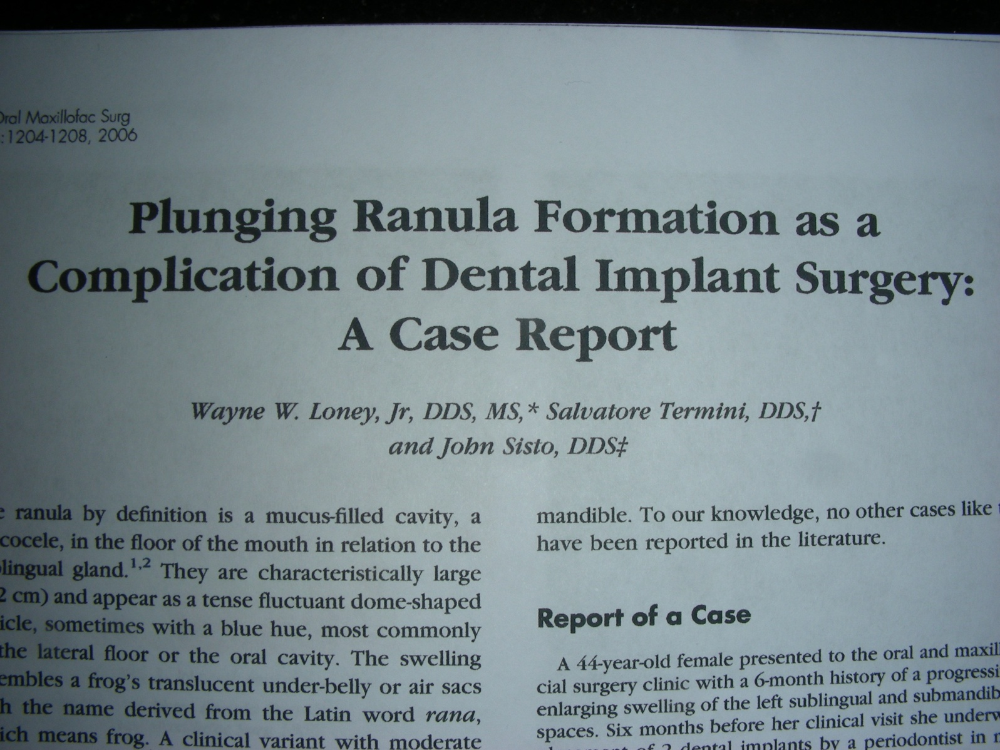 Oral Maxillofac Surg
:1204-1208, 2006
Plunging Ranula Formation as a
Complication of Dental Implant Surgery:
A Case Report
Wayne W. Loney, Jr, DDS, MS,* Salvatore Termini, DDS,†
and John Sisto, DDS‡
ranula by definition is a mucus-filled cavity, a
cocele, in the floor of the mouth in relation to the
lingual gland.1,2 They are characteristically large
2 cm) and appear as a tense fluctuant dome-shaped
icle, sometimes with a blue hue, most commonly
the lateral floor or the oral cavity. The swelling
embles a frog's translucent under-belly or air sacs
h the name derived from the Latin word rana,
ich means frog. A clinical variant with moderate
mandible. To our knowledge, no other cases like
have been reported in the literature.
Report of a Case
A 44-year-old female presented to the oral and maxil
cial surgery clinic with a 6-month history of a progressi
enlarging swelling of the left sublingual and submandib
spaces. Six months before her clinical visit she underw
of 2 dental implants by a periodontist in